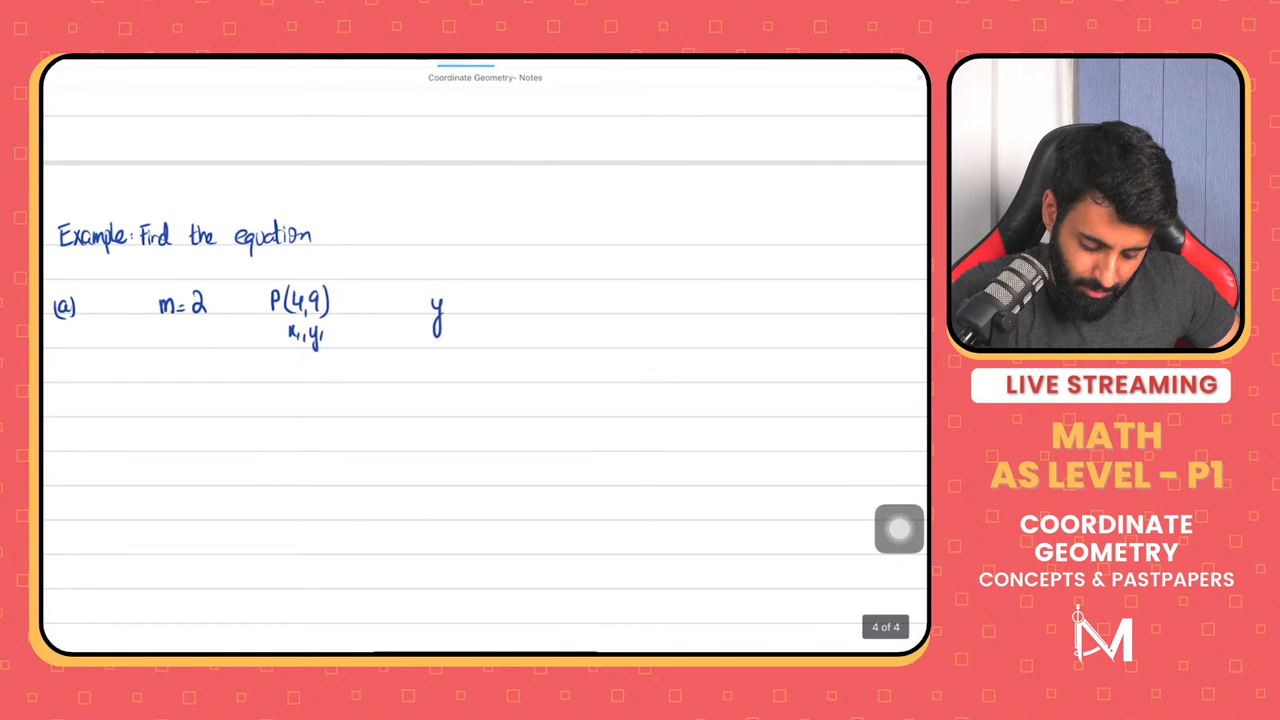 Coordinate Geometry- Notes
Example: Find the equation
(a) m=2 P(4,9) y
x₁, y₁
4 of 4
LIVE STREAMING
MATH
AS LEVEL - P1
COORDINATE
GEOMETRY
CONCEPTS & PASTPAPERS
M